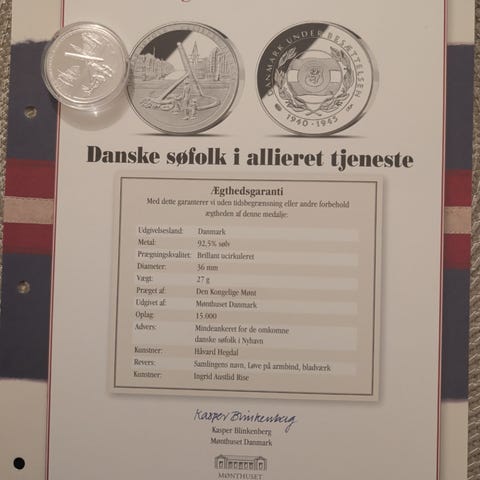 DANMARK UNDER BESÆTTELSEN
1940 - 1945
Danske søfolk i allieret tjeneste
Ægthedsgaranti
Med dette garanterer vi uden tidsbegrænsning eller andre forbehold
ægtheden af denne medalje:
Udgivelsesland: Danmark
Metal: 92,5% sølv
Prægningskvalitet: Brillant ucirkuleret
Diameter: 36 mm
Vægt: 27 g
Præget af: Den Kongelige Mønt
Udgivet af: Mønthuset Danmark
Oplag: 15.000
Advers: Mindeankeret for de omkomne
danske søfolk i Nyhavn
Kunstner: Håvard Hegdal
Revers: Samlingens navn, Løve på armbind, bladværk
Kunstner: Ingrid Austlid Rise
Kasper Blinkenberg
Kasper Blinkenberg
Mønthuset Danmark
MØNTHUSET